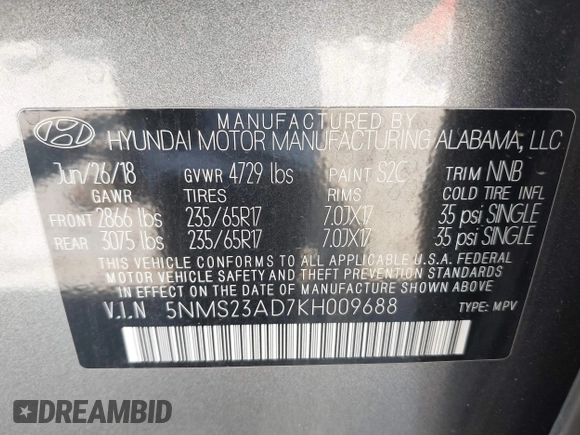 MANUFACTURED BY
HYUNDAI MOTOR MANUFACTURING ALABAMA, LLC
Jun/26/18 GVWR 4729 lbs PAINT S2C TRIM NNB
GAWR TIRES RIMS COLD TIRE INFL
FRONT 2866 lbs 235/65R17 7.0JX17 35 psi SINGLE
REAR 3075 lbs 235/65R17 7.0JX17 35 psi SINGLE
THIS VEHICLE CONFORMS TO ALL APPLICABLE U.S.A. FEDERAL
MOTOR VEHICLE SAFETY AND THEFT PREVENTION STANDARDS
IN EFFECT ON THE DATE OF MANUFACTURE SHOWN ABOVE
V.I.N 5NMS23AD7KH009688 TYPE: MPV
DREAMBID